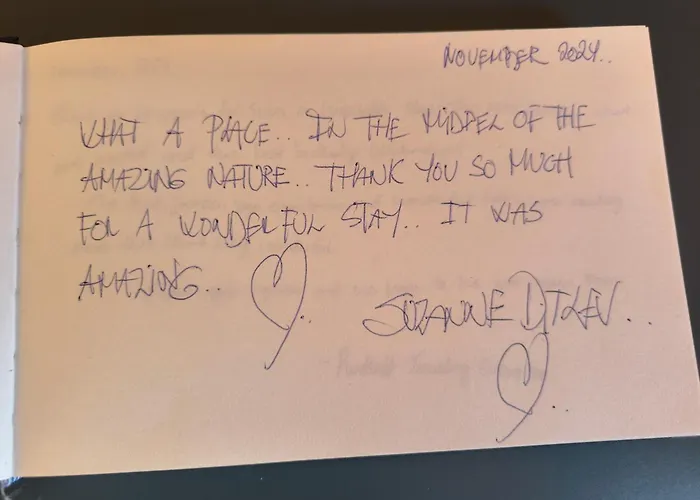 NOVEMBER 2024..
WHAT A PLACE.. IN THE MIDDEL OF THE
AMAZING NATURE.. THANK YOU SO MUCH
FOR A WONDERFUL STAY.. IT WAS
AMAZING..
SUZANNE DITLEV...